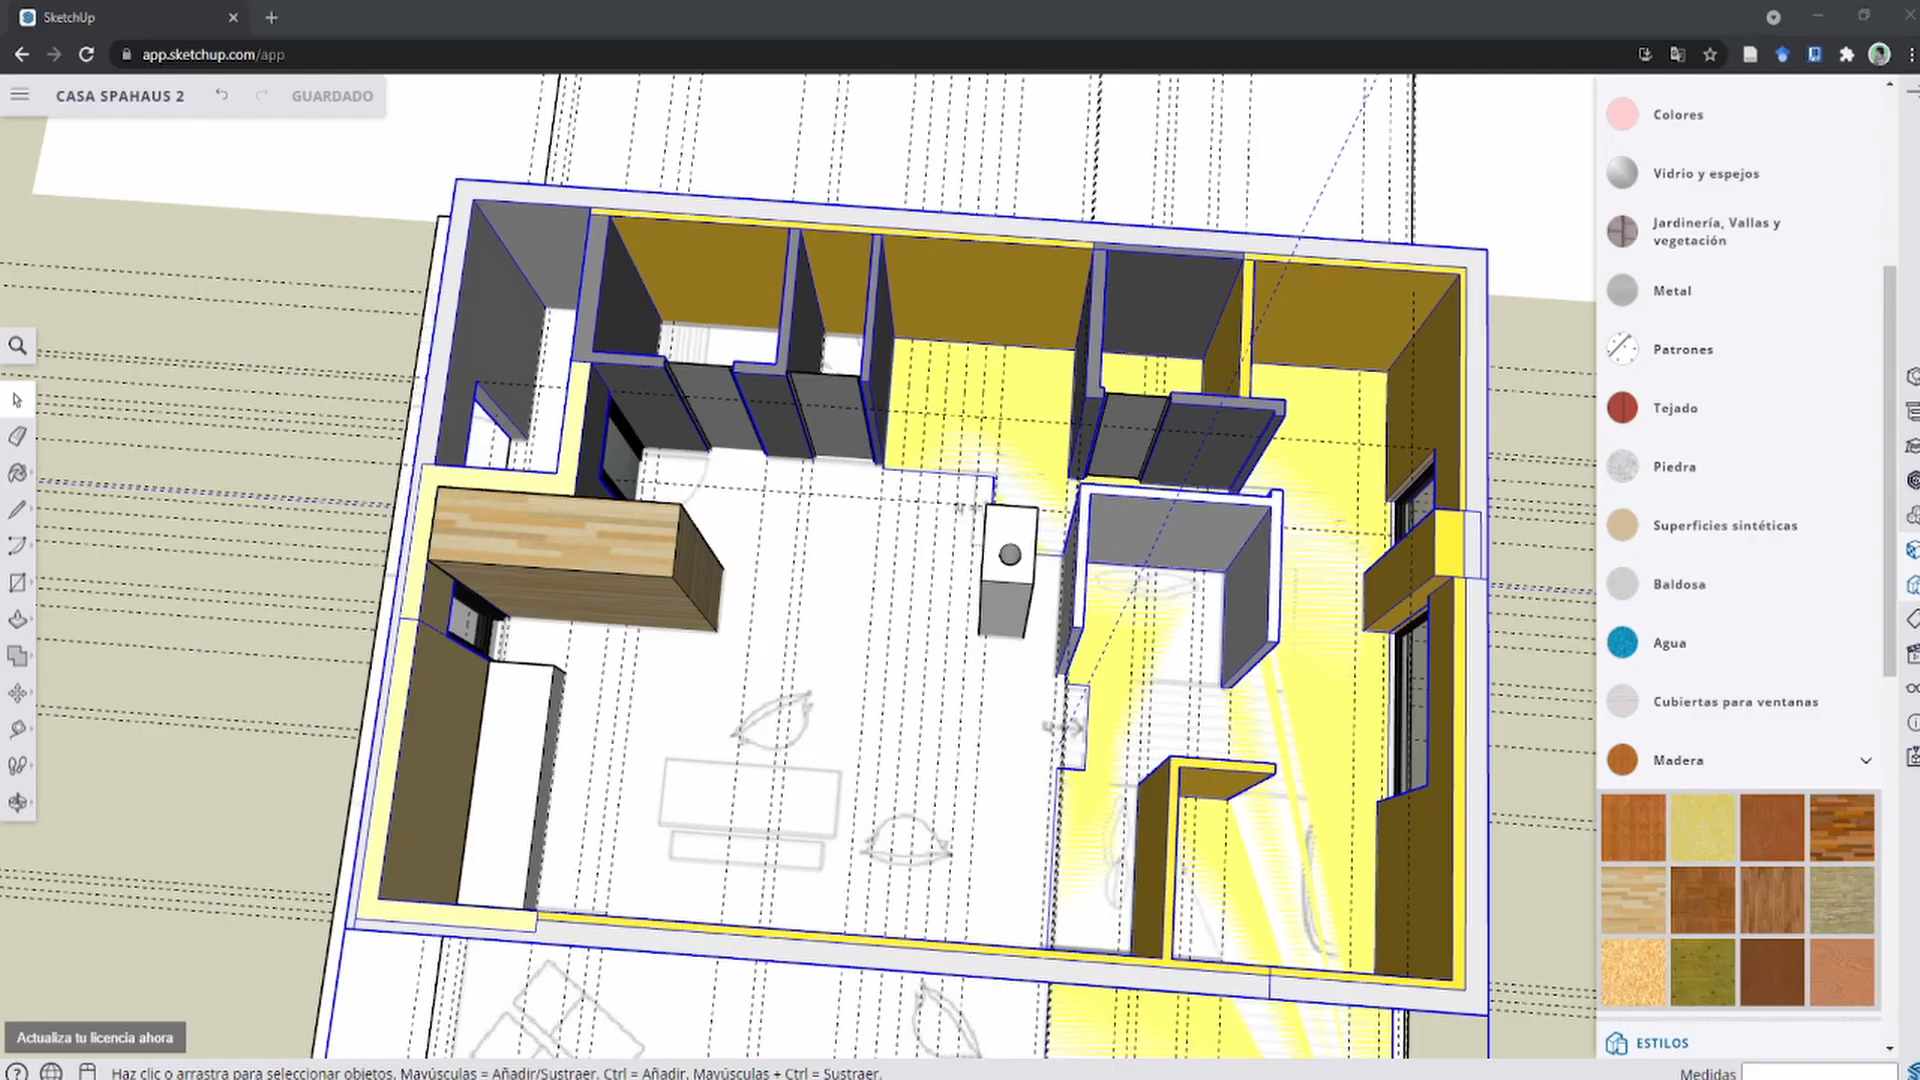 SketchUp
app.sketchup.com/app
CASA SPAHAUS 2
GUARDADO
Colores
Vidrio y espejos
Jardinería, Vallas y
vegetación
Metal
Patrones
Tejado
Piedra
Superficies sintéticas
Baldosa
Agua
Cubiertas para ventanas
Madera
ESTILOS
Actualiza tu licencia ahora
Haz clic o arrastra para seleccionar objetos. Mayúsculas = Añadir/Sustraer. Ctrl = Añadir. Mayúsculas + Ctrl = Sustraer.
Medidas